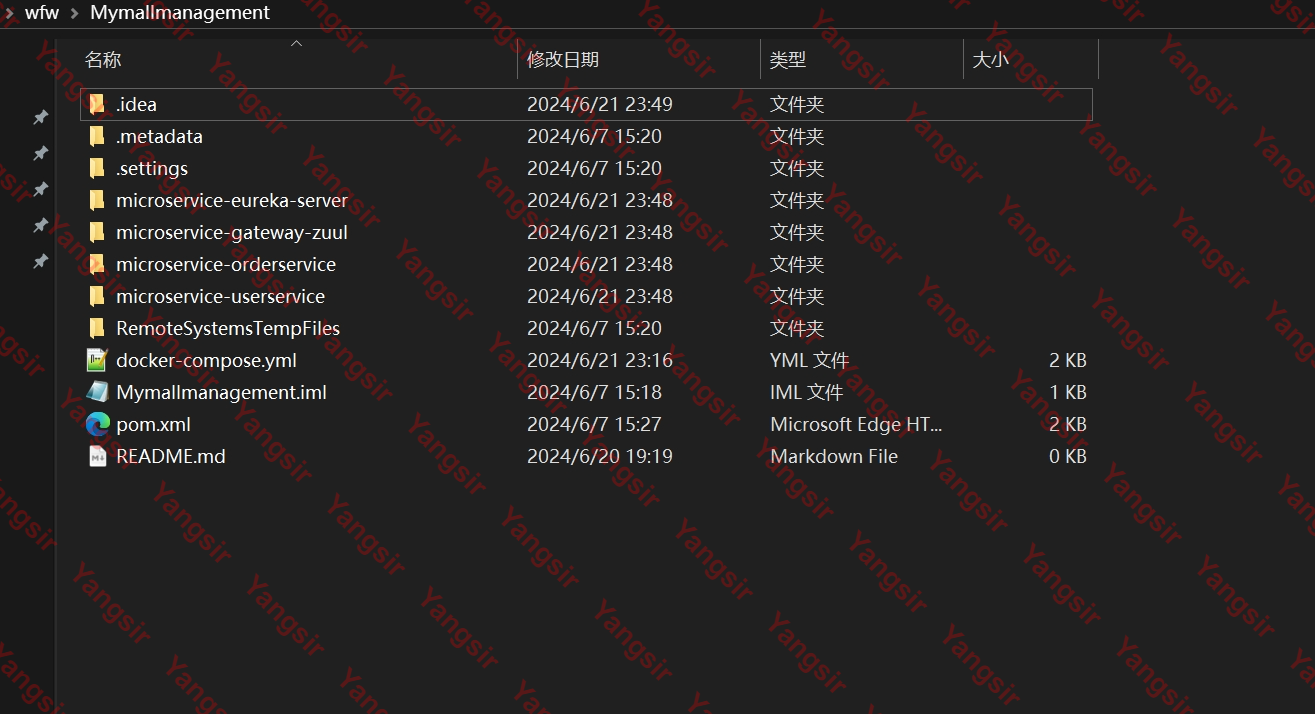 wfw > Mymallmanagement
名称 修改日期 类型 大小
.idea 2024/6/21 23:49 文件夹
.metadata 2024/6/7 15:20 文件夹
.settings 2024/6/7 15:20 文件夹
microservice-eureka-server 2024/6/21 23:48 文件夹
microservice-gateway-zuul 2024/6/21 23:48 文件夹
microservice-orderservice 2024/6/21 23:48 文件夹
microservice-userservice 2024/6/21 23:48 文件夹
RemoteSystemsTempFiles 2024/6/7 15:20 文件夹
docker-compose.yml 2024/6/21 23:16 YML 文件 2 KB
Mymallmanagement.iml 2024/6/7 15:18 IML 文件 1 KB
pom.xml 2024/6/7 15:27 Microsoft Edge HT... 2 KB
README.md 2024/6/20 19:19 Markdown File 0 KB
Yangsir